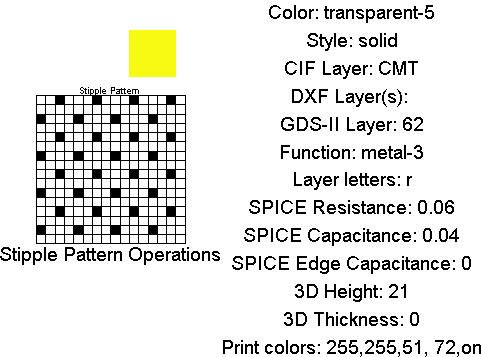 Color: transparent-5
Style: solid
CIF Layer: CMT
DXF Layer(s):
GDS-II Layer: 62
Function: metal-3
Layer letters: r
SPICE Resistance: 0.06
SPICE Capacitance: 0.04
SPICE Edge Capacitance: 0
3D Height: 21
3D Thickness: 0
Print colors: 255,255,51, 72,on
Stipple Pattern
Stipple Pattern Operations